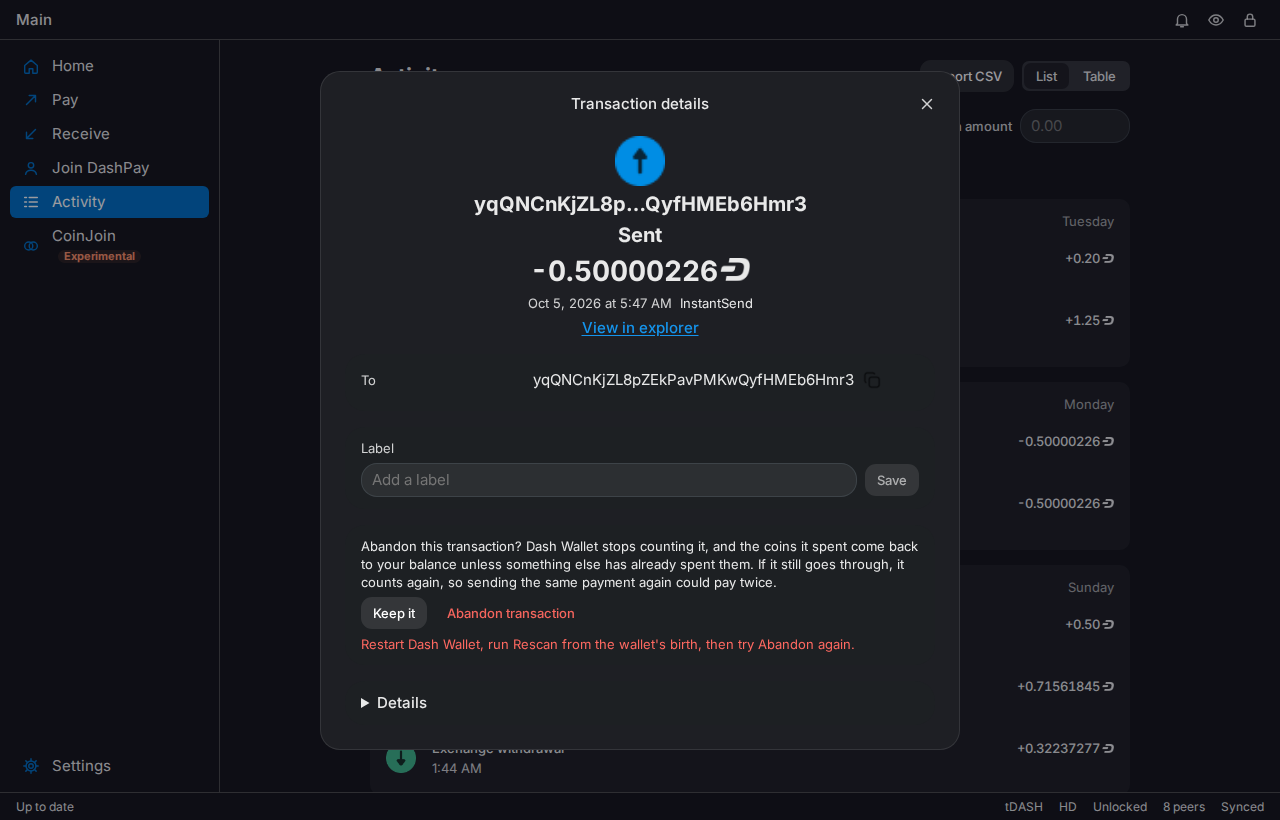 Main
Home
Pay
Receive
Join DashPay
Activity
CoinJoin
Experimental
Settings
List
Table
amount
0.00
Tuesday
+0.20
+1.25
Monday
-0.50000226
-0.50000226
Sunday
+0.50
+0.71561845
+0.32237277
Exchange withdrawal
1:44 AM
Transaction details
yqQNCnKjZL8p...QyfHMEb6Hmr3
Sent
-0.50000226
Oct 5, 2026 at 5:47 AM InstantSend
View in explorer
To
yqQNCnKjZL8pZEkPavPMKwQyfHMEb6Hmr3
Label
Add a label
Save
Abandon this transaction? Dash Wallet stops counting it, and the coins it spent come back
to your balance unless something else has already spent them. If it still goes through, it
counts again, so sending the same payment again could pay twice.
Keep it
Abandon transaction
Restart Dash Wallet, run Rescan from the wallet's birth, then try Abandon again.
Details
Up to date
tDASH
HD
Unlocked
8 peers
Synced